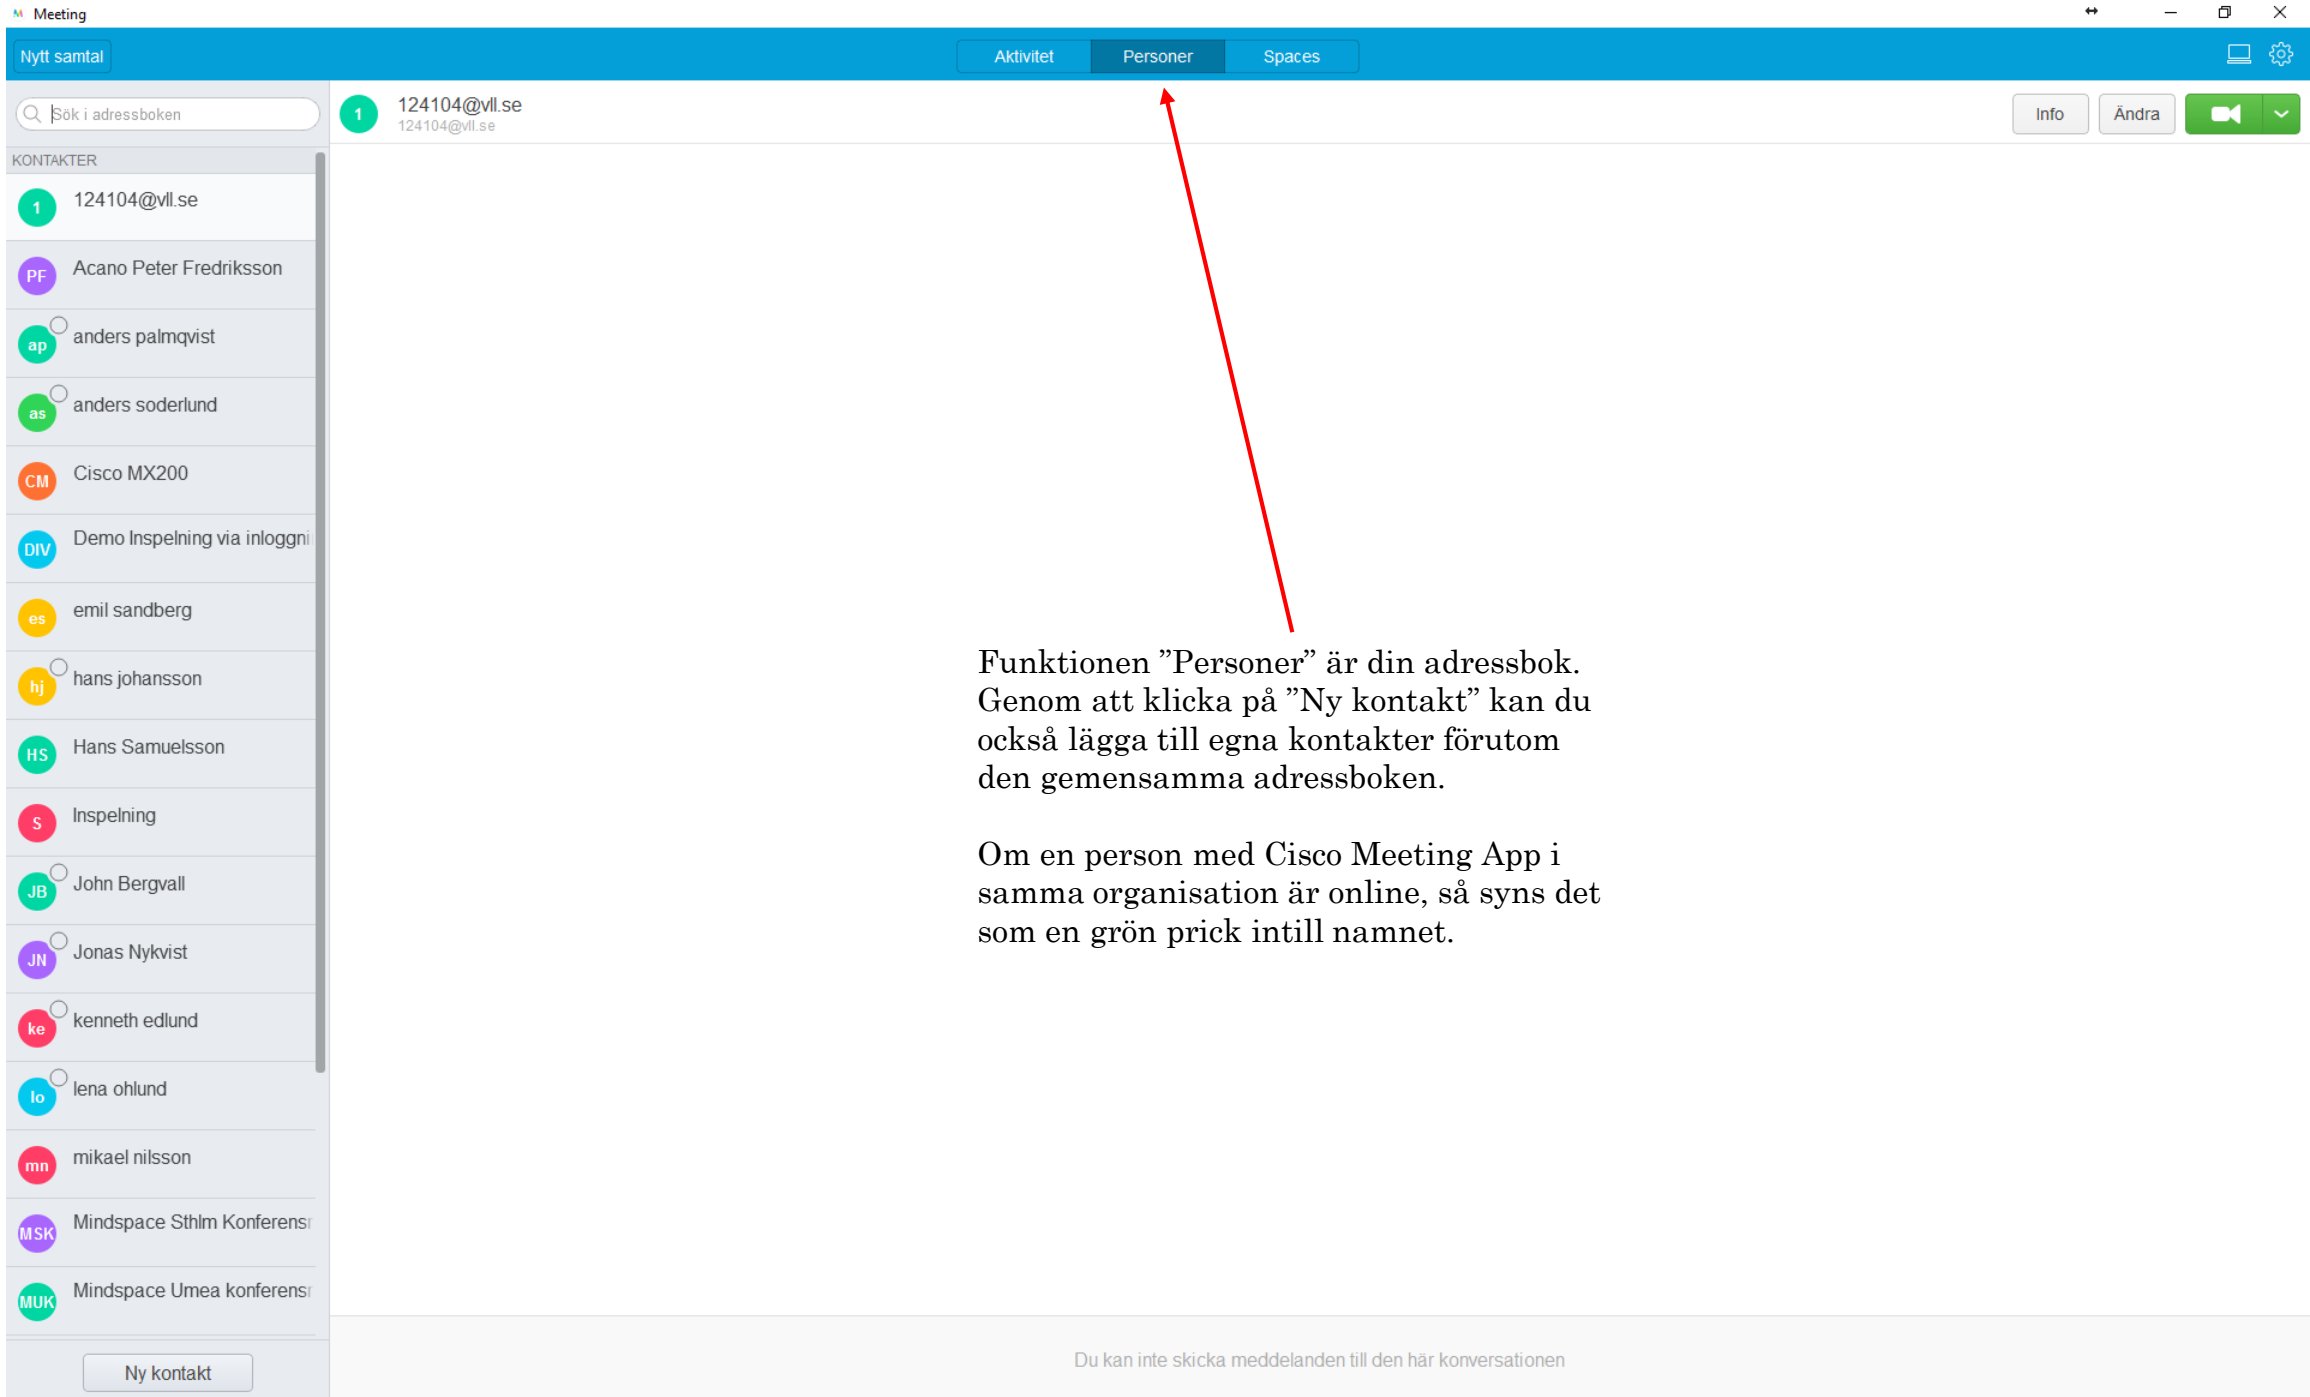 Meeting
Nytt samtal
Aktivitet
Personer
Spaces
Sök i adressboken
1
124104@vll.se
124104@vll.se
Info
Ändra
KONTAKTER
1
124104@vll.se
PF
Acano Peter Fredriksson
ap
anders palmqvist
as
anders soderlund
CM
Cisco MX200
DIV
Demo Inspelning via inloggni
es
emil sandberg
hj
hans johansson
HS
Hans Samuelsson
S
Inspelning
JB
John Bergvall
JN
Jonas Nykvist
ke
kenneth edlund
lo
lena ohlund
mn
mikael nilsson
MSK
Mindspace Sthlm Konferensr
MUK
Mindspace Umea konferensr
Ny kontakt
Funktionen ”Personer” är din adressbok.
Genom att klicka på ”Ny kontakt” kan du
också lägga till egna kontakter förutom
den gemensamma adressboken.
Om en person med Cisco Meeting App i
samma organisation är online, så syns det
som en grön prick intill namnet.
Du kan inte skicka meddelanden till den här konversationen